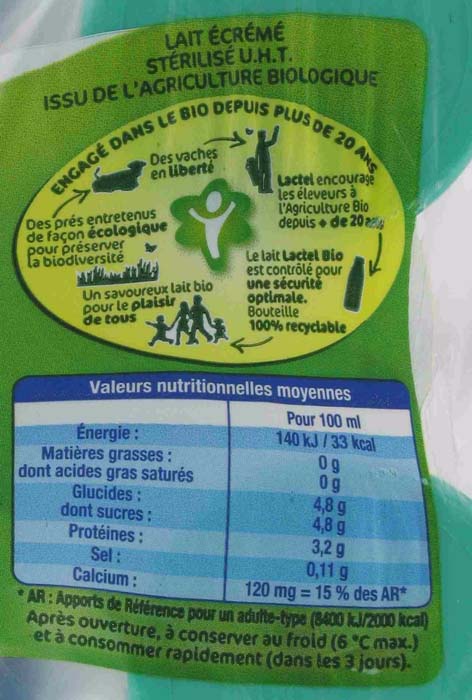 LAIT ÉCRÉMÉ
STÉRILISÉ U.H.T.
ISSU DE L'AGRICULTURE BIOLOGIQUE
ENGAGÉ DANS LE BIO DEPUIS PLUS DE 20 ANS
Des vaches
en liberté
Lactel encourage
les éleveurs à
l'Agriculture Bio
depuis + de 20 ans
Des prés entretenus
de façon écologique
pour préserver
la biodiversité
Le lait Lactel Bio
est contrôlé pour
une sécurité
optimale.
Bouteille
100% recyclable
Un savoureux lait bio
pour le plaisir
de tous
Valeurs nutritionnelles moyennes
Pour 100 ml
Énergie : 140 kJ / 33 kcal
Matières grasses : 0 g
dont acides gras saturés 0 g
Glucides : 4,8 g
dont sucres : 4,8 g
Protéines : 3,2 g
Sel : 0,11 g
Calcium : 120 mg = 15 % des AR*
* AR : Apports de Référence pour un adulte-type (8400 kJ/2000 kcal)
Après ouverture, à conserver au froid (6 °C max.)
et à consommer rapidement (dans les 3 jours).